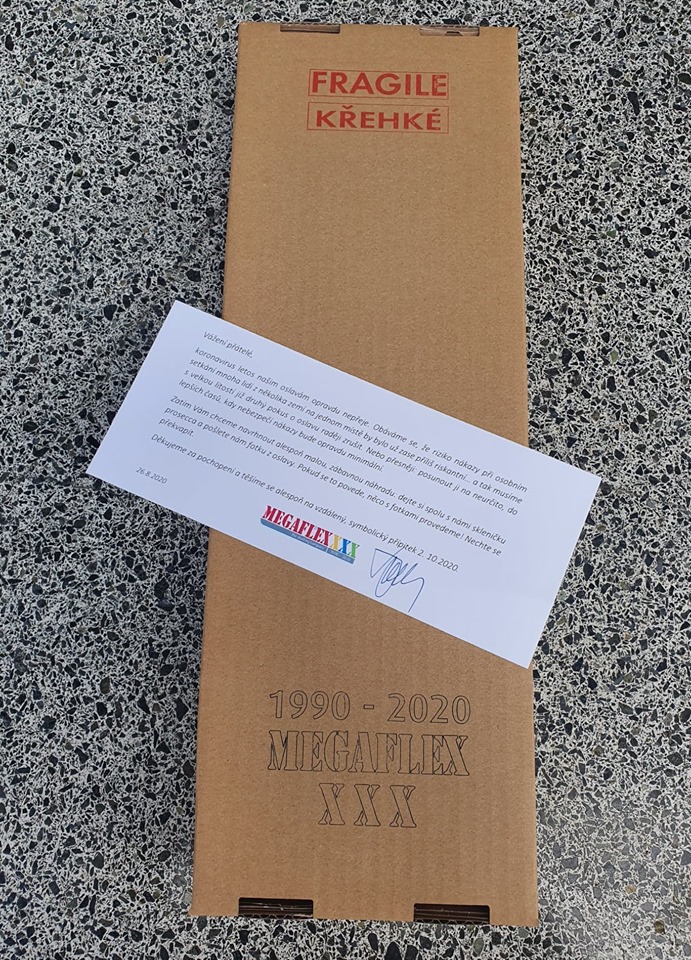 FRAGILE
KŘEHKÉ
Vážení přátelé,
koronavirus letos našim oslavám opravdu nepřeje. Obáváme se, že riziko nákazy při osobním
setkání mnoha lidí z několika zemí na jednom místě by bylo už zase příliš riskantní... a tak musíme
s velkou lítostí již druhý pokus o oslavu raději zrušit. Nebo přesněji: posunout ji na neurčito, do
lepších časů, kdy nebezpečí nákazy bude opravdu minimální.
Zatím Vám chceme navrhnout alespoň malou, zábavnou náhradu: dejte si spolu s námi skleničku
prosecca a pošlete nám fotku z oslavy. Pokud se to povede, něco s fotkami provedeme! Nechte se
překvapit.
Děkujeme za pochopení a těšíme se alespoň na vzdálený, symbolický přípitek 2. 10.2020.
26.8.2020
MEGAFLEXXXX
1990 - 2020
MEGAFLEX
XXX